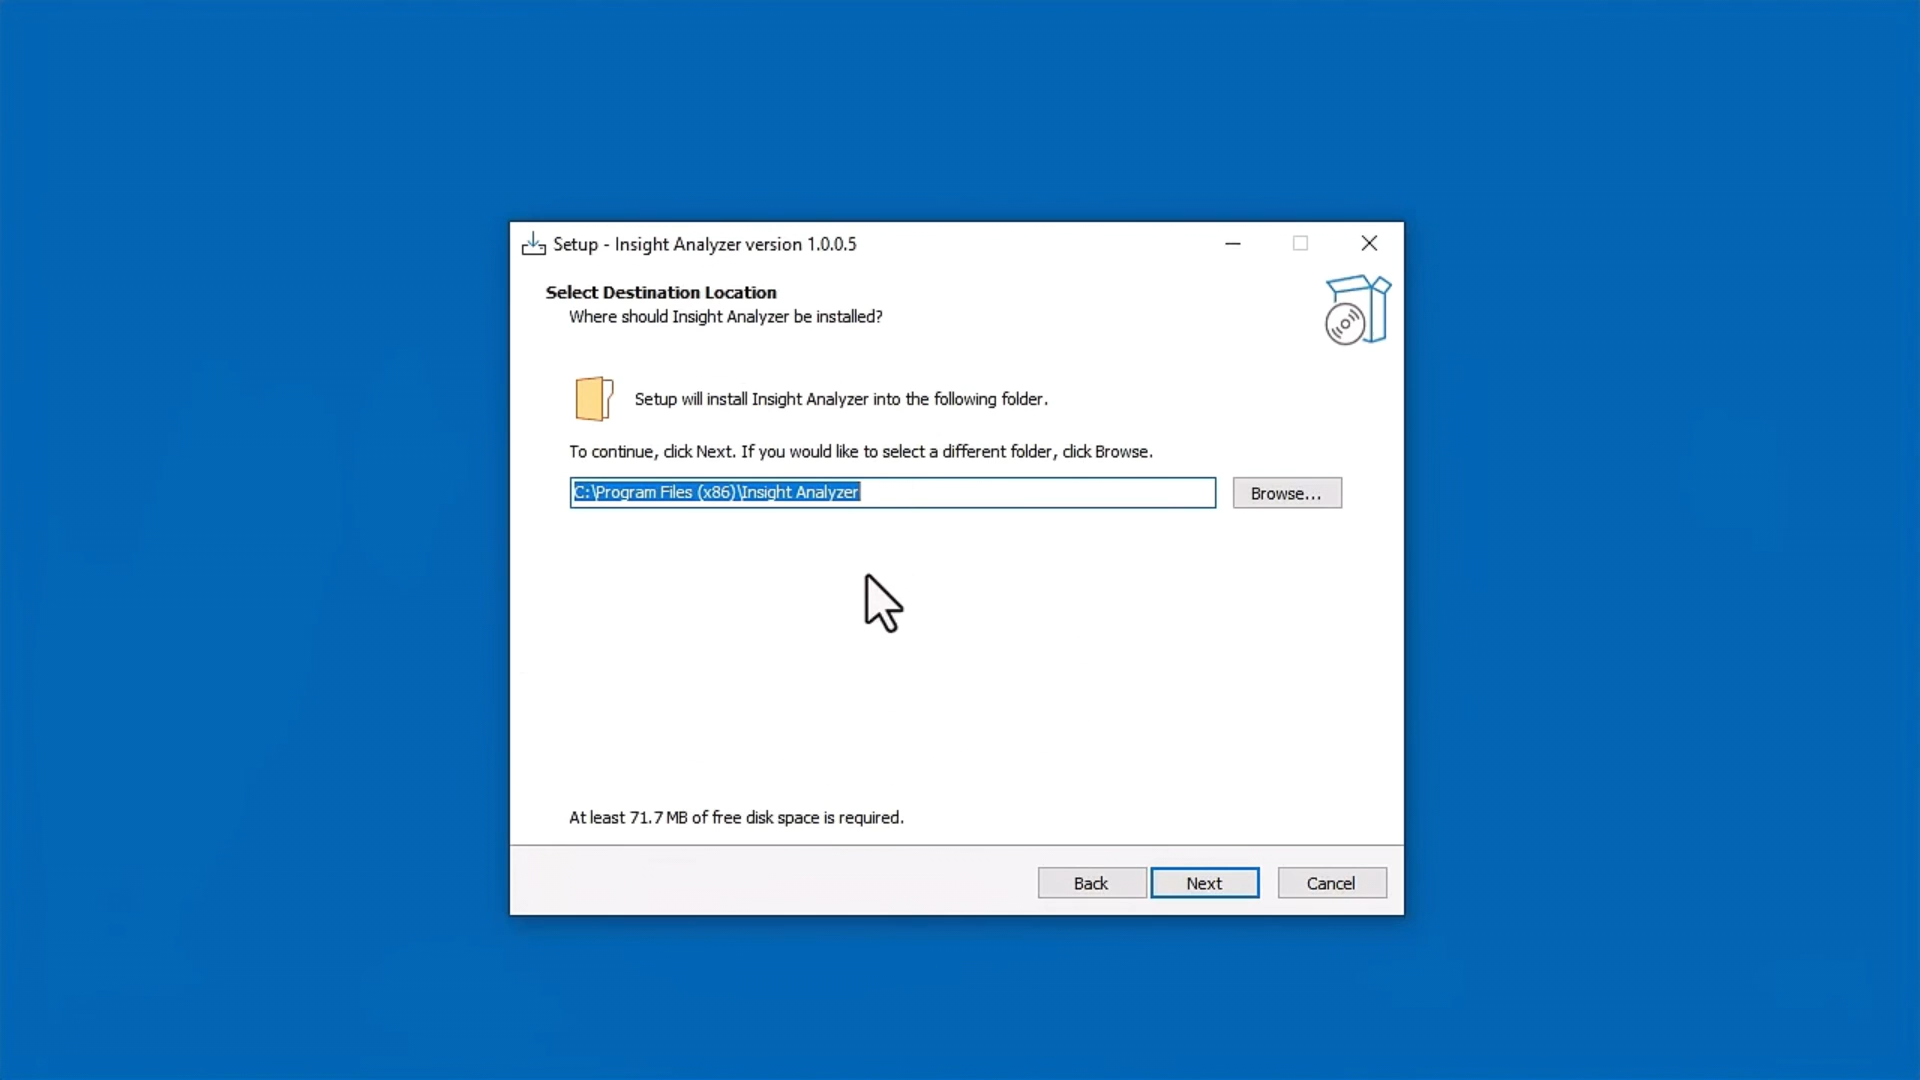 Setup - Insight Analyzer version 1.0.0.5
Select Destination Location
Where should Insight Analyzer be installed?
Setup will install Insight Analyzer into the following folder.
To continue, click Next. If you would like to select a different folder, click Browse.
C:\Program Files (x86)\Insight Analyzer
Browse...
At least 71.7 MB of free disk space is required.
Back
Next
Cancel